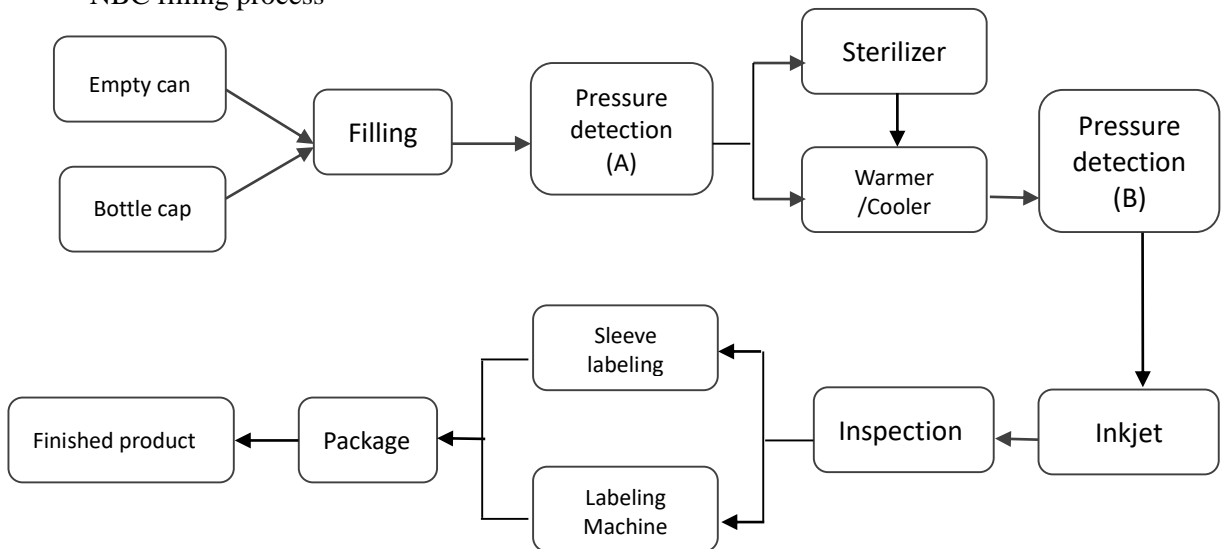 NBC filling process
Empty can
Bottle cap
Filling
Pressure
detection
(A)
Sterilizer
Warmer
/Cooler
Pressure
detection
(B)
Inkjet
Inspection
Sleeve
labeling
Labeling
Machine
Package
Finished product